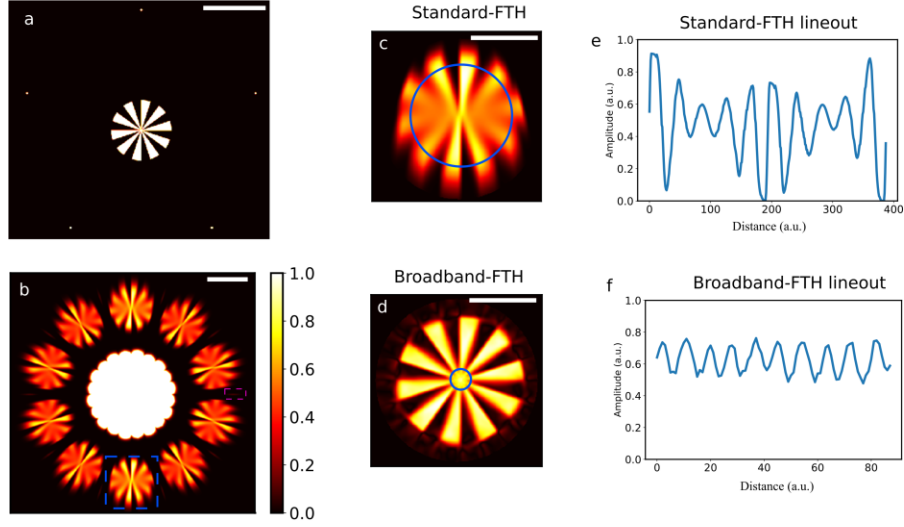 a
Standard-FTH
c
e
Standard-FTH lineout
1.0
0.8
0.6
0.4
0.2
0.0
Amplitude (a.u.)
0
100
200
300
400
Distance (a.u.)
b
1.0
0.8
0.6
0.4
0.2
0.0
Broadband-FTH
d
f
Broadband-FTH lineout
1.0
0.8
0.6
0.4
0.2
0.0
Amplitude (a.u.)
0
20
40
60
80
Distance (a.u.)